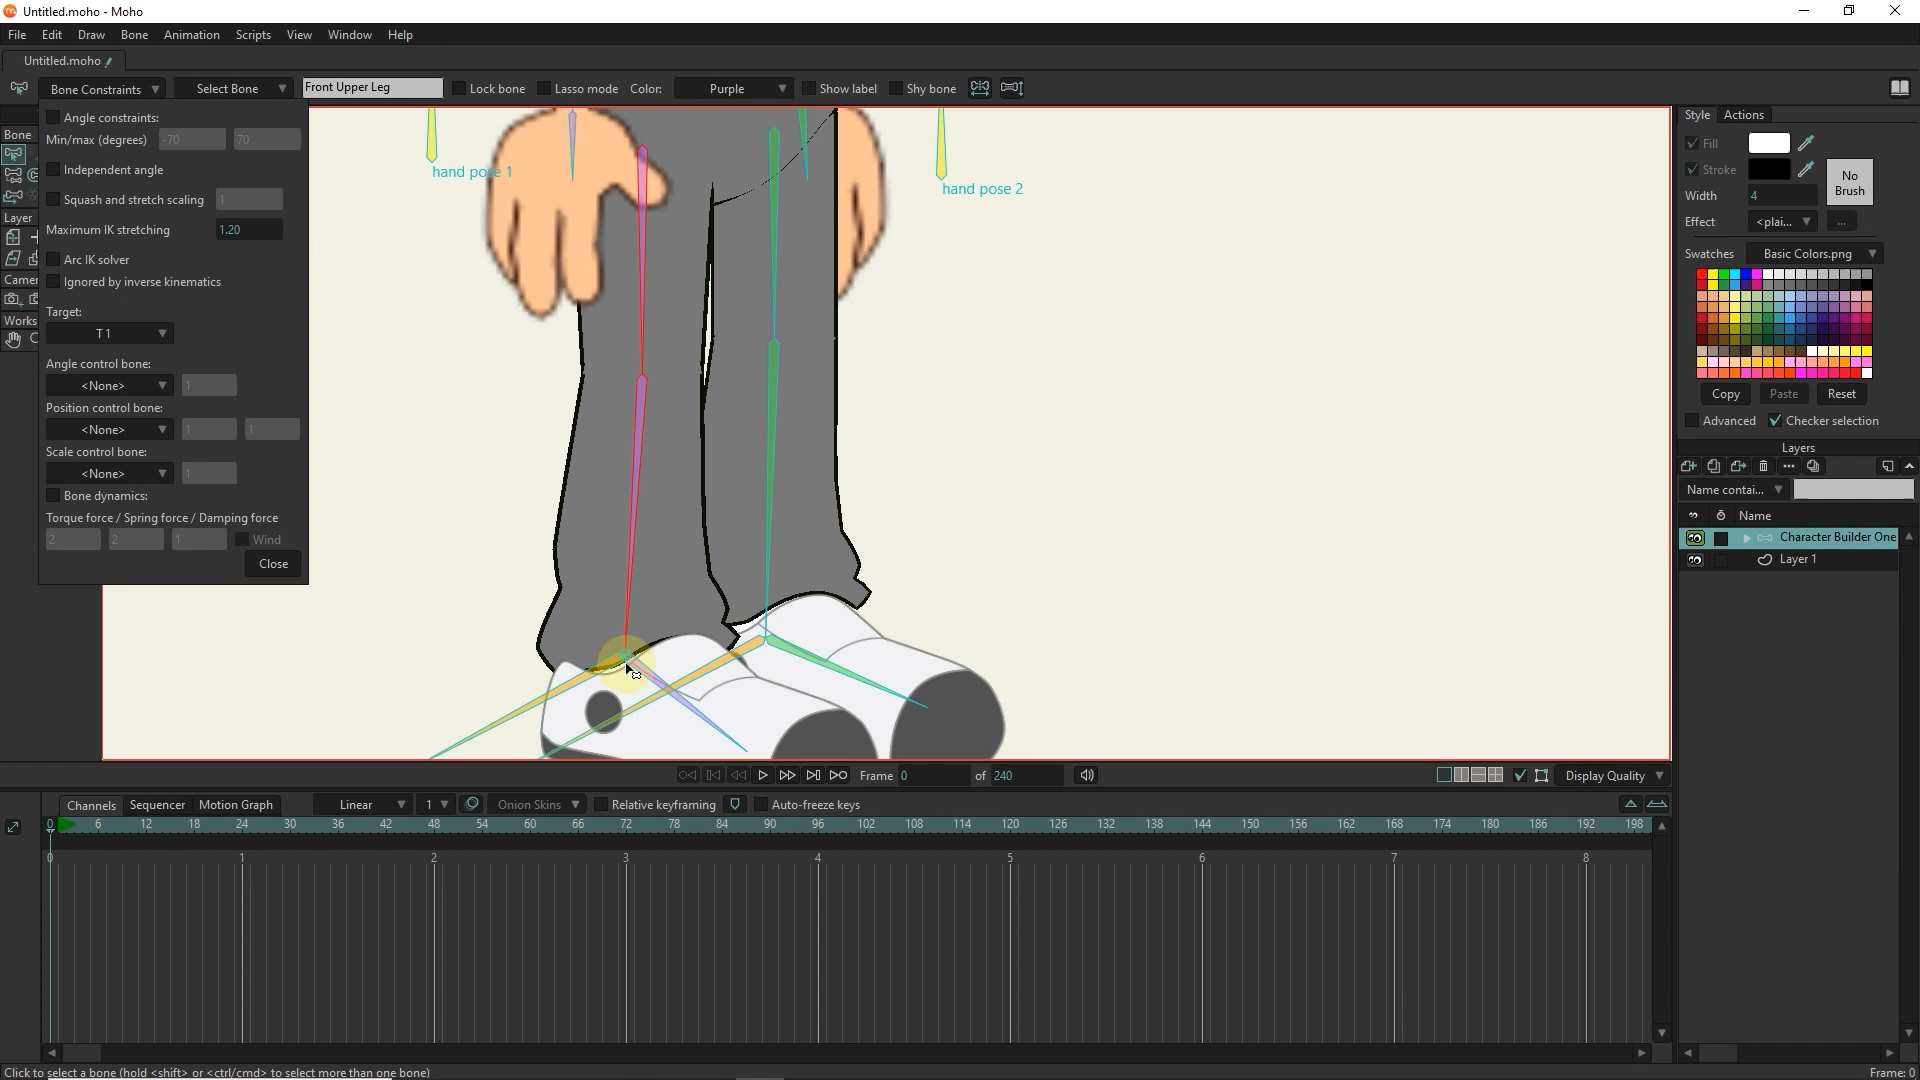 Untitled.moho - Moho
File Edit Draw Bone Animation Scripts View Window Help
Untitled.moho
Bone Constraints Select Bone Front Upper Leg Lock bone Lasso mode Color: Purple Show label Shy bone
Angle constraints:
Min/max (degrees) -70 70
Independent angle
Squash and stretch scaling 1
Maximum IK stretching 1.20
Arc IK solver
Ignored by inverse kinematics
Target:
T 1
Angle control bone:
<None> 1
Position control bone:
<None> 1 1
Scale control bone:
<None> 1
Bone dynamics:
Torque force / Spring force / Damping force
2 2 1 Wind
Close
Bone
Layer
Camer
Works
hand pose 1
hand pose 2
Style Actions
Fill
Stroke
No Brush
Width 4
Effect <plai... ...
Swatches Basic Colors.png
Copy Paste Reset
Advanced Checker selection
Layers
Name contai...
Name
Character Builder One
Layer 1
Frame 0 of 240 Display Quality
Channels Sequencer Motion Graph Linear 1 Onion Skins Relative keyframing Auto-freeze keys
0 6 12 18 24 30 36 42 48 54 60 66 72 78 84 90 96 102 108 114 120 126 132 138 144 150 156 162 168 174 180 186 192 198
0 1 2 3 4 5 6 7 8
Click to select a bone (hold <shift> or <ctrl/cmd> to select more than one bone) Frame: 0